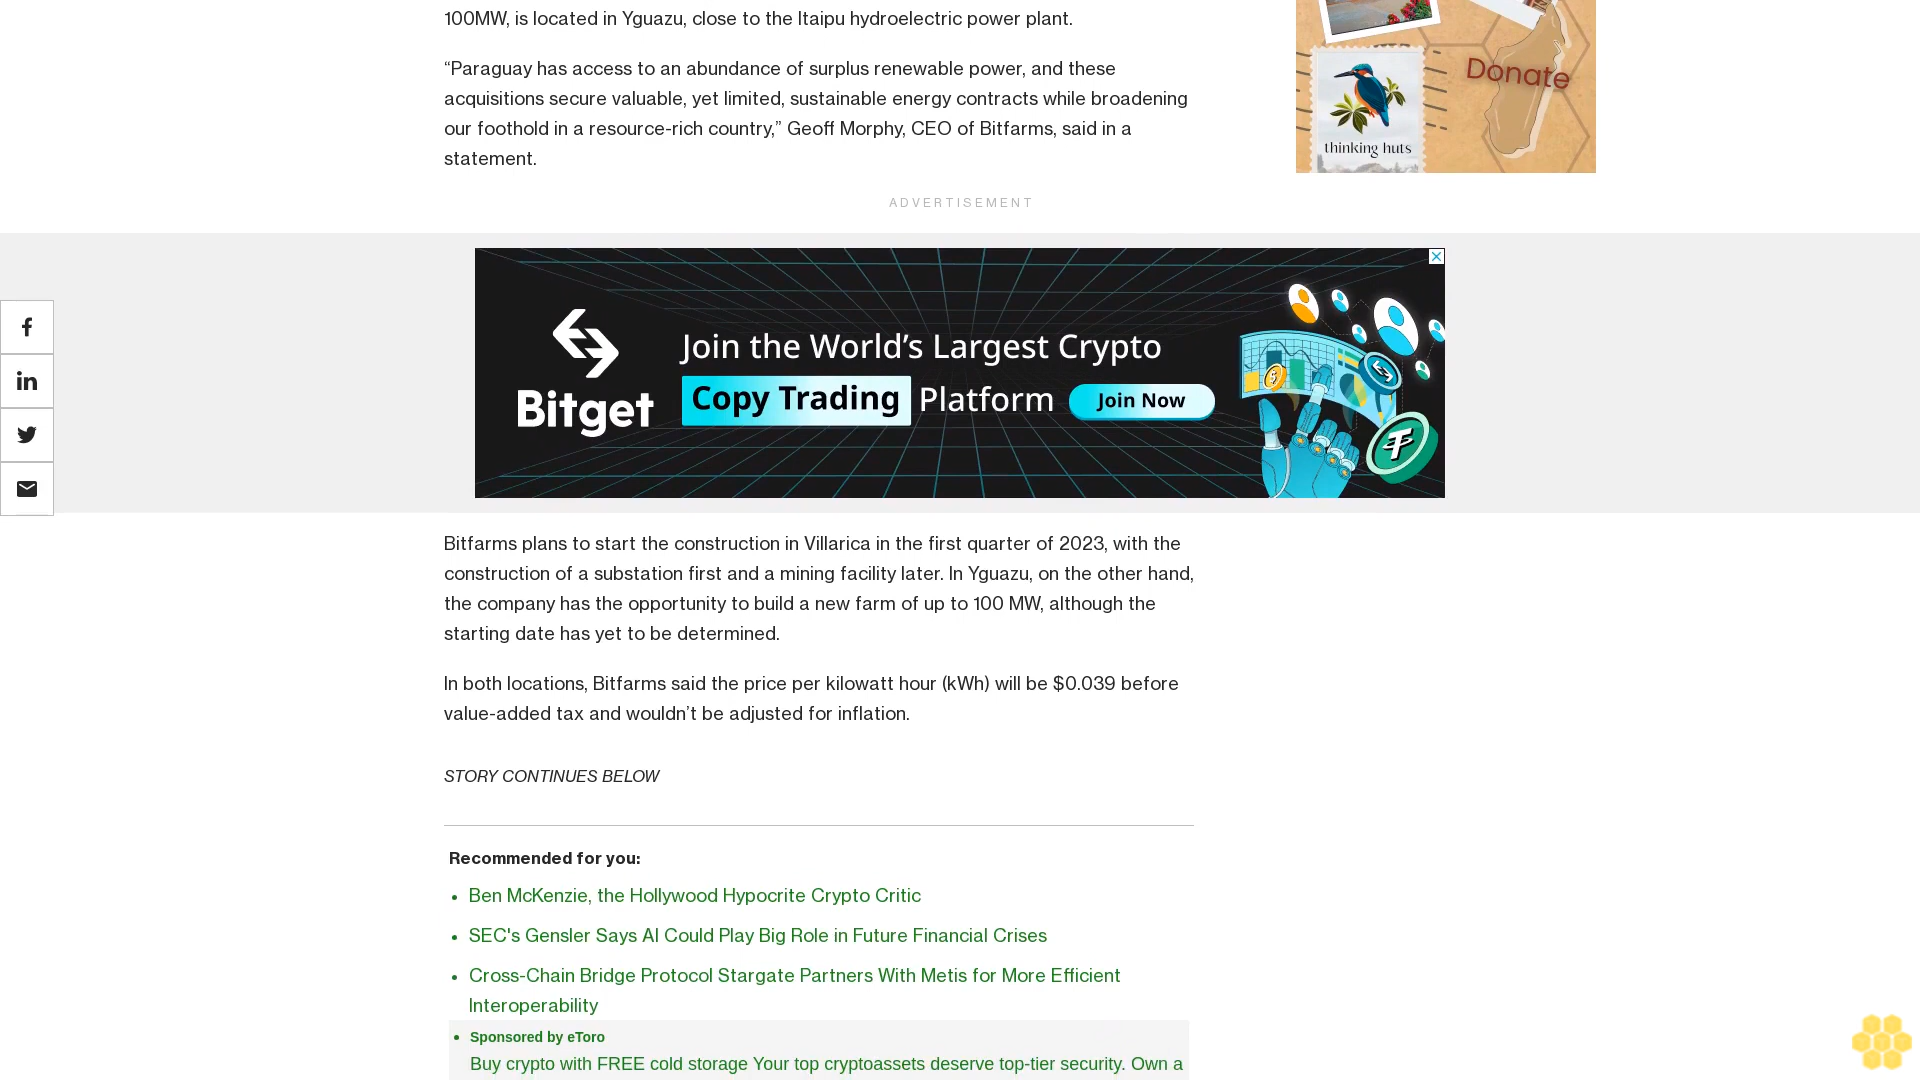 100MW, is located in Yguazu, close to the Itaipu hydroelectric power plant.
“Paraguay has access to an abundance of surplus renewable power, and these
acquisitions secure valuable, yet limited, sustainable energy contracts while broadening
our foothold in a resource-rich country,” Geoff Morphy, CEO of Bitfarms, said in a
statement.
Donate
thinking huts
ADVERTISEMENT
Bitget
Join the World’s Largest Crypto
Copy Trading Platform
Join Now
Bitfarms plans to start the construction in Villarica in the first quarter of 2023, with the
construction of a substation first and a mining facility later. In Yguazu, on the other hand,
the company has the opportunity to build a new farm of up to 100 MW, although the
starting date has yet to be determined.
In both locations, Bitfarms said the price per kilowatt hour (kWh) will be $0.039 before
value-added tax and wouldn’t be adjusted for inflation.
STORY CONTINUES BELOW
Recommended for you:
• Ben McKenzie, the Hollywood Hypocrite Crypto Critic
• SEC's Gensler Says AI Could Play Big Role in Future Financial Crises
• Cross-Chain Bridge Protocol Stargate Partners With Metis for More Efficient
Interoperability
• Sponsored by eToro
Buy crypto with FREE cold storage Your top cryptoassets deserve top-tier security. Own a